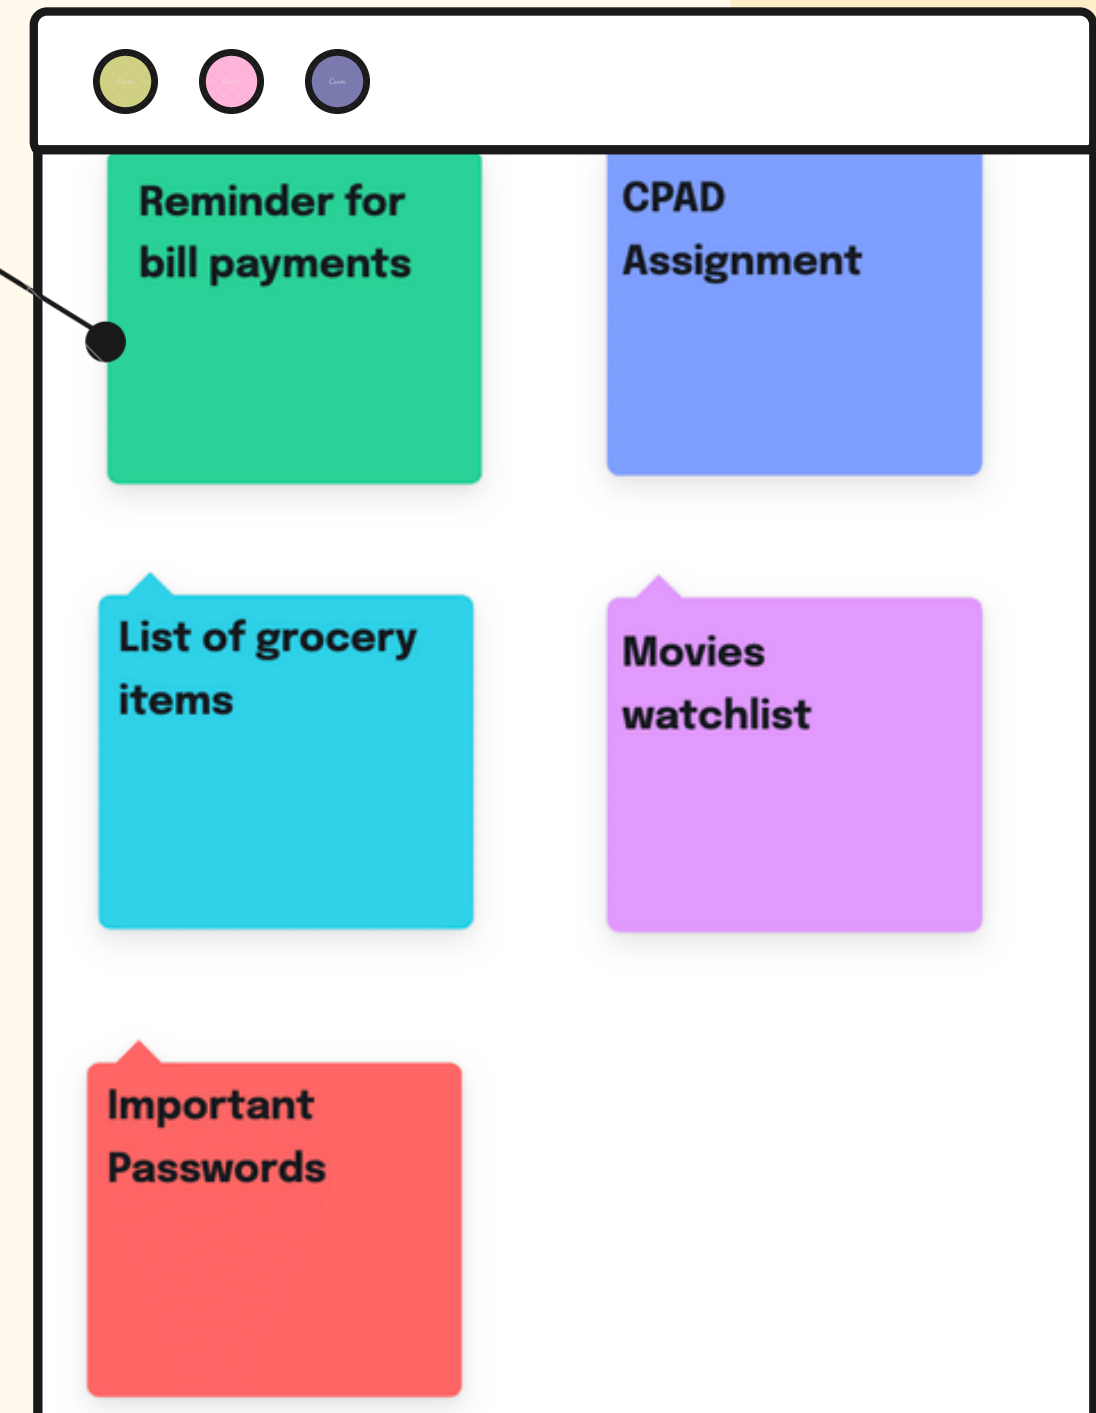 Reminder for
bill payments
CPAD
Assignment
List of grocery
items
Movies
watchlist
Important
Passwords